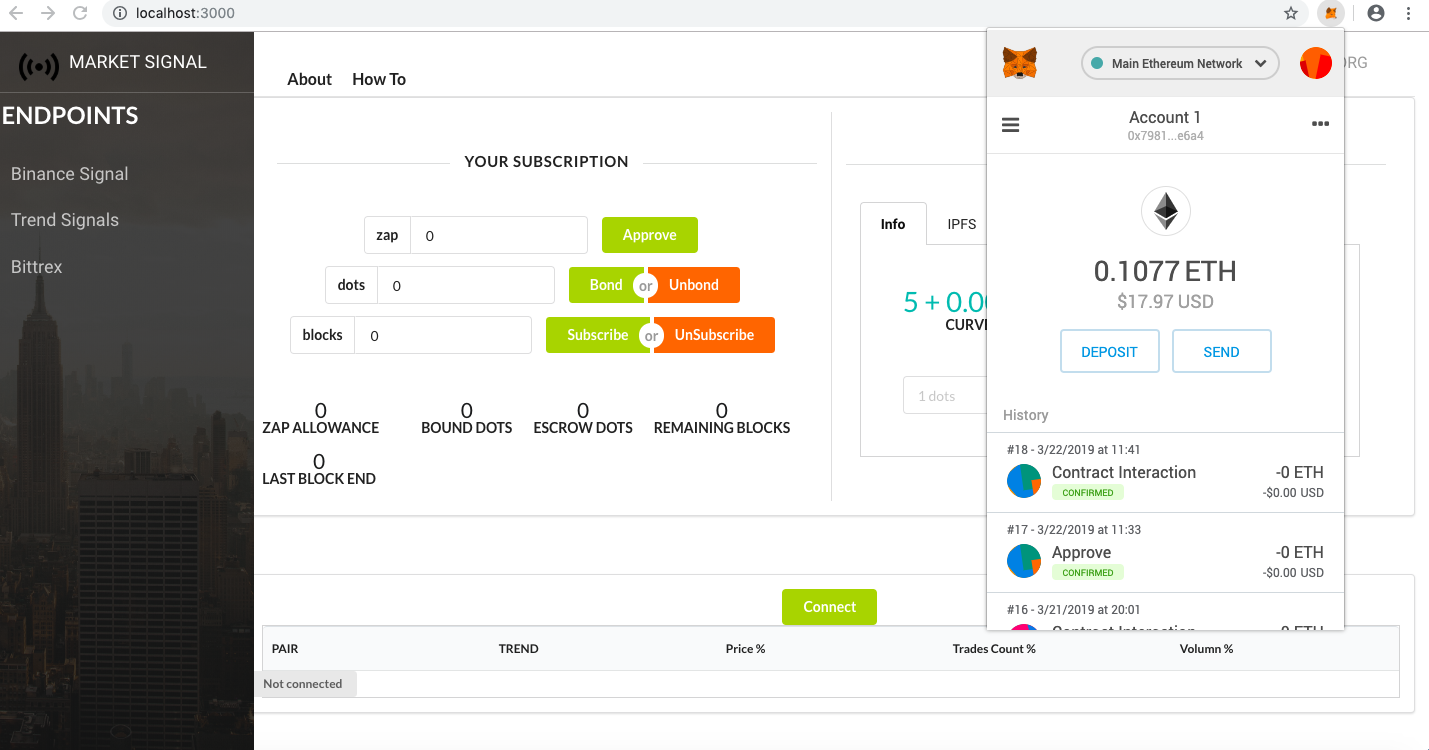 localhost:3000
MARKET SIGNAL
ENDPOINTS
Binance Signal
Trend Signals
Bittrex
About How To
YOUR SUBSCRIPTION
zap 0 Approve
dots 0 Bond or Unbond
blocks 0 Subscribe or UnSubscribe
0 0 0 0
ZAP ALLOWANCE BOUND DOTS ESCROW DOTS REMAINING BLOCKS
0
LAST BLOCK END
Info IPFS
5 + 0.0
CURV
1 dots
Main Ethereum Network
ORG
Account 1
0x7981...e6a4
0.1077 ETH
$17.97 USD
DEPOSIT SEND
History
#18 - 3/22/2019 at 11:41
Contract Interaction -0 ETH
CONFIRMED -$0.00 USD
#17 - 3/22/2019 at 11:33
Approve -0 ETH
CONFIRMED -$0.00 USD
#16 - 3/21/2019 at 20:01
Contract Interaction -0 ETH
Connect
PAIR TREND Price % Trades Count % Volumn %
Not connected